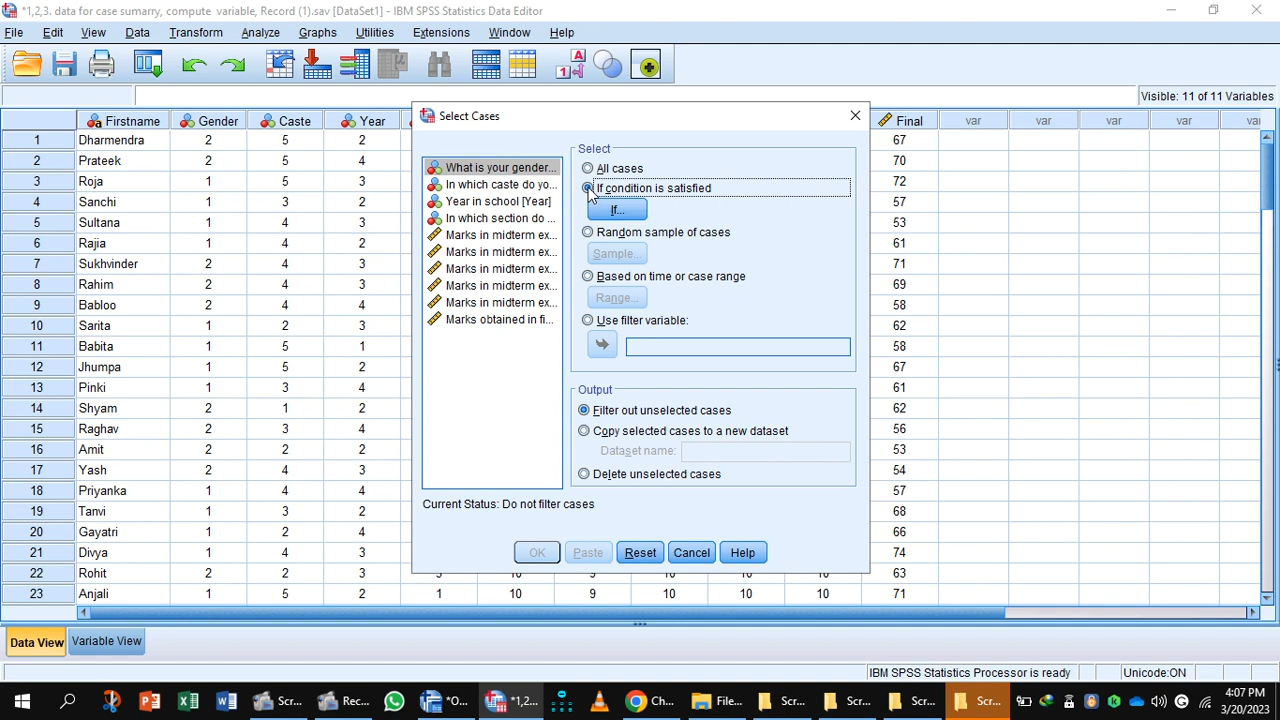 *1,2,3. data for case sumarry, compute variable, Record (1).sav [DataSet1] - IBM SPSS Statistics Data Editor
File Edit View Data Transform Analyze Graphs Utilities Extensions Window Help
Visible: 11 of 11 Variables
Firstname Gender Caste Year Final var var var var
1 Dharmendra 2 5 2 67
2 Prateek 2 5 4 70
3 Roja 1 5 3 72
4 Sanchi 1 3 2 57
5 Sultana 1 4 3 53
6 Rajia 1 4 3 61
7 Sukhvinder 1 4 3 71
8 Rahim 2 4 4 69
9 Babloo 2 4 4 58
10 Sarita 1 2 3 62
11 Babita 1 5 1 58
12 Jhumpa 1 5 2 67
13 Pinki 1 3 4 61
14 Shyam 2 1 2 62
15 Raghav 2 3 4 56
16 Amit 2 2 2 53
17 Yash 2 4 3 54
18 Priyanka 1 4 4 57
19 Tanvi 1 3 2 68
20 Gayatri 1 2 4 66
21 Divya 1 4 3 74
22 Rohit 2 2 3 10 9 10 10 10 63
23 Anjali 1 5 2 1 10 9 10 10 10 71
Select Cases
What is your gender...
In which caste do yo...
Year in school [Year]
In which section do ...
Marks in midterm ex...
Marks in midterm ex...
Marks in midterm ex...
Marks in midterm ex...
Marks in midterm ex...
Marks obtained in fi...
Select
All cases
If condition is satisfied
If...
Random sample of cases
Sample...
Based on time or case range
Range...
Use filter variable:
Output
Filter out unselected cases
Copy selected cases to a new dataset
Dataset name:
Delete unselected cases
Current Status: Do not filter cases
OK Paste Reset Cancel Help
Data View Variable View
IBM SPSS Statistics Processor is ready Unicode:ON
Scr... Rec... *O... *1,2... Ch... File... Scr... Scr... Scr... Scr... 4:07 PM
3/20/2023